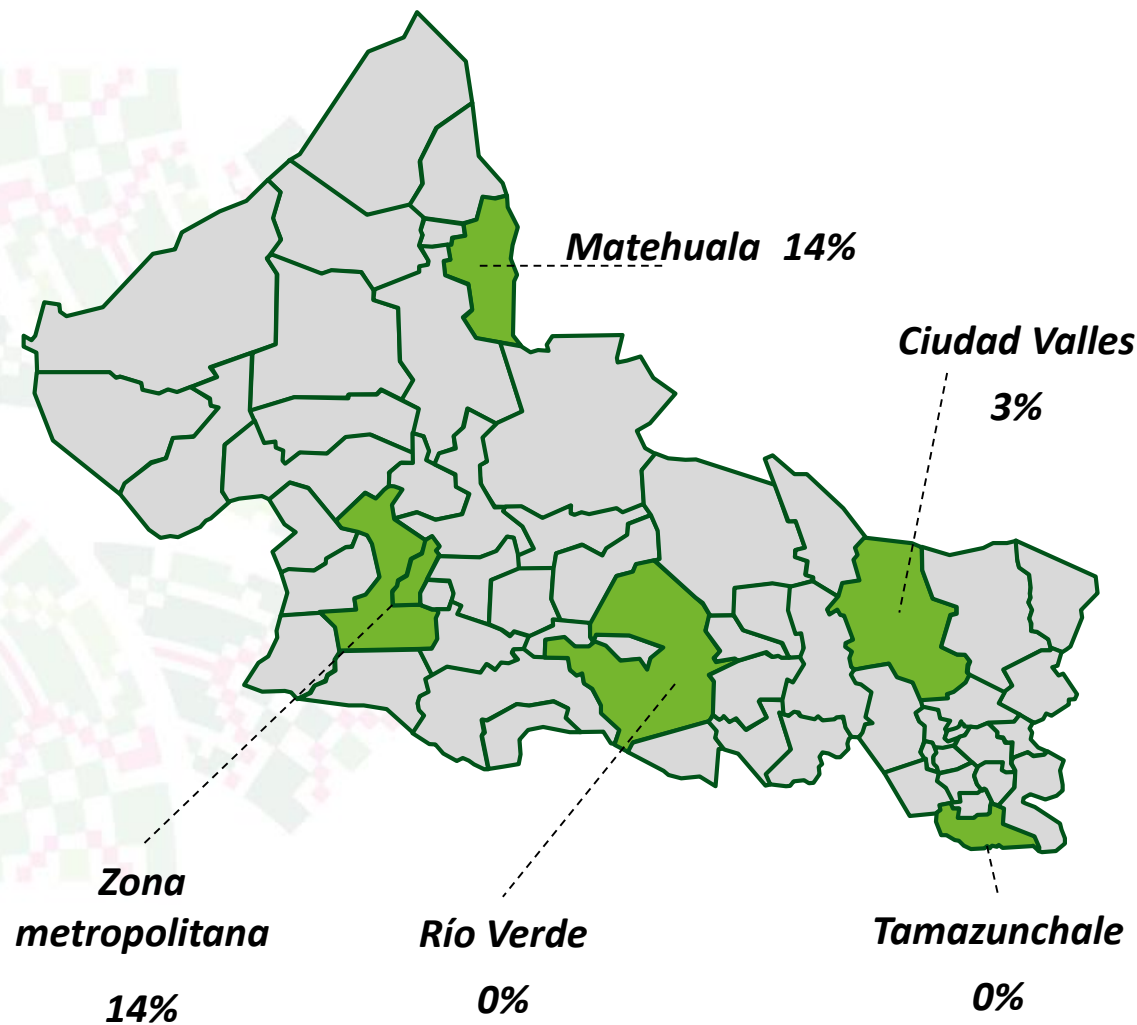 Matehuala 14%
Ciudad Valles
3%
Zona
metropolitana
14%
Río Verde
0%
Tamazunchale
0%